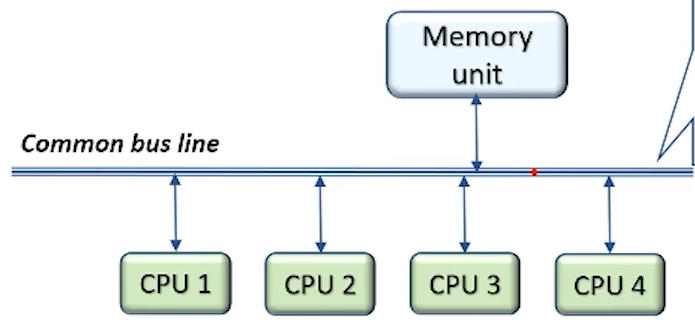 Memory
unit
Common bus line
CPU 1
CPU 2
CPU 3
CPU 4